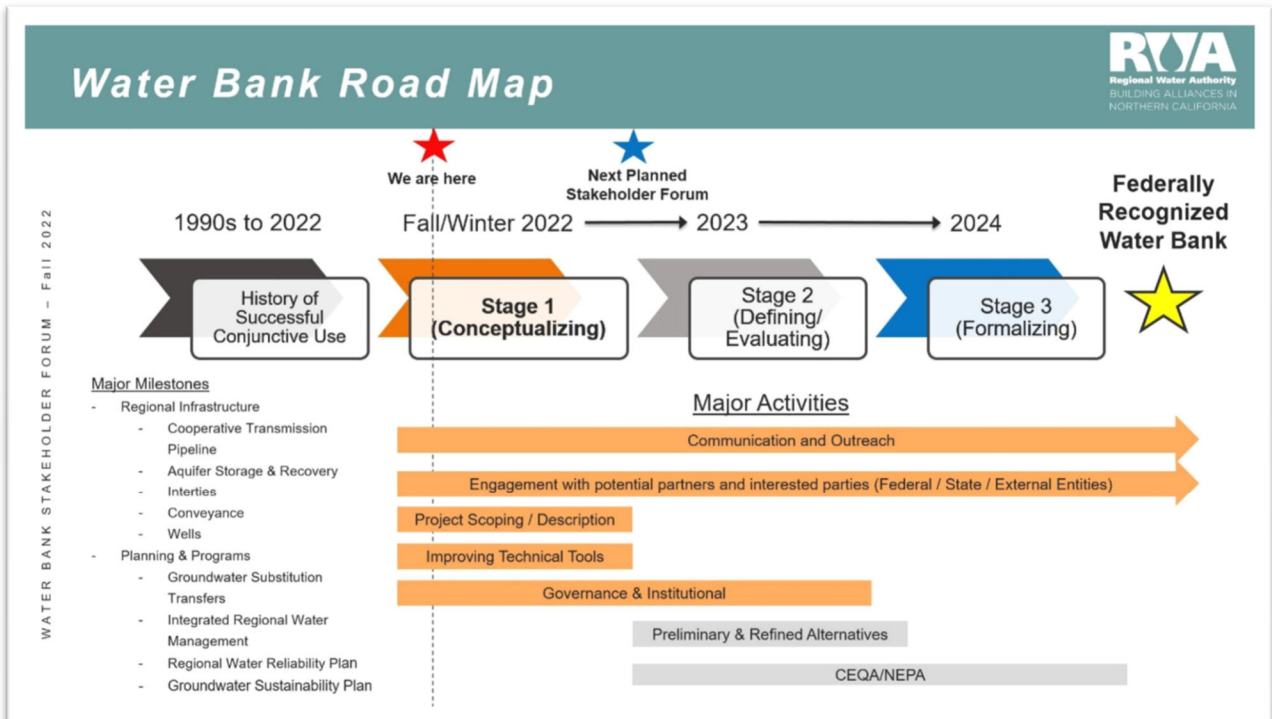 Water Bank Road Map
RWA
Regional Water Authority
BUILDING ALLIANCES IN
NORTHERN CALIFORNIA
We are here
Next Planned
Stakeholder Forum
Federally
Recognized
Water Bank
1990s to 2022
Fall/Winter 2022
2023
2024
History of
Successful
Conjunctive Use
Stage 1
(Conceptualizing)
Stage 2
(Defining/
Evaluating)
Stage 3
(Formalizing)
WATER BANK STAKEHOLDER FORUM – Fall 2022
Major Milestones
- Regional Infrastructure
- Cooperative Transmission
Pipeline
- Aquifer Storage & Recovery
- Interties
- Conveyance
- Wells
- Planning & Programs
- Groundwater Substitution
Transfers
- Integrated Regional Water
Management
- Regional Water Reliability Plan
- Groundwater Sustainability Plan
Major Activities
Communication and Outreach
Engagement with potential partners and interested parties (Federal / State / External Entities)
Project Scoping / Description
Improving Technical Tools
Governance & Institutional
Preliminary & Refined Alternatives
CEQA/NEPA